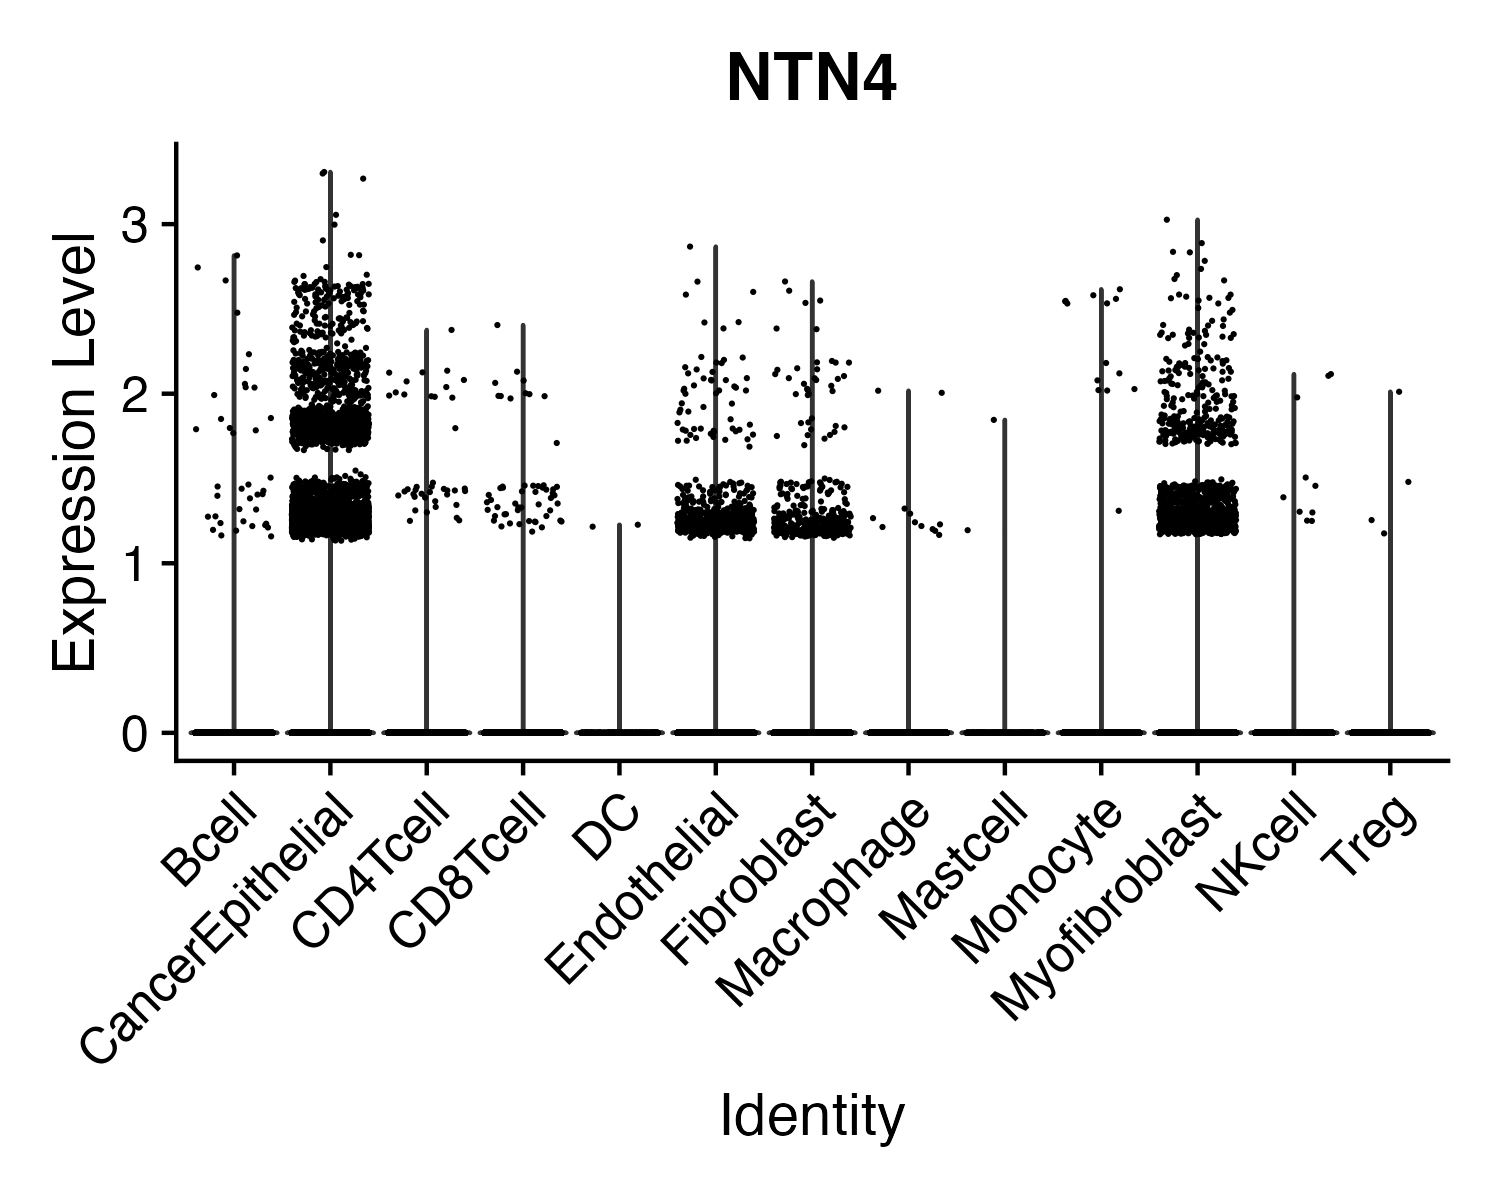 NTN4
Expression Level
3
2
1
0
Bcell
CancerEpithelial
CD4Tcell
CD8Tcell
DC
Endothelial
Fibroblast
Macrophage
Mastcell
Monocyte
Myofibroblast
NKcell
Treg
Identity